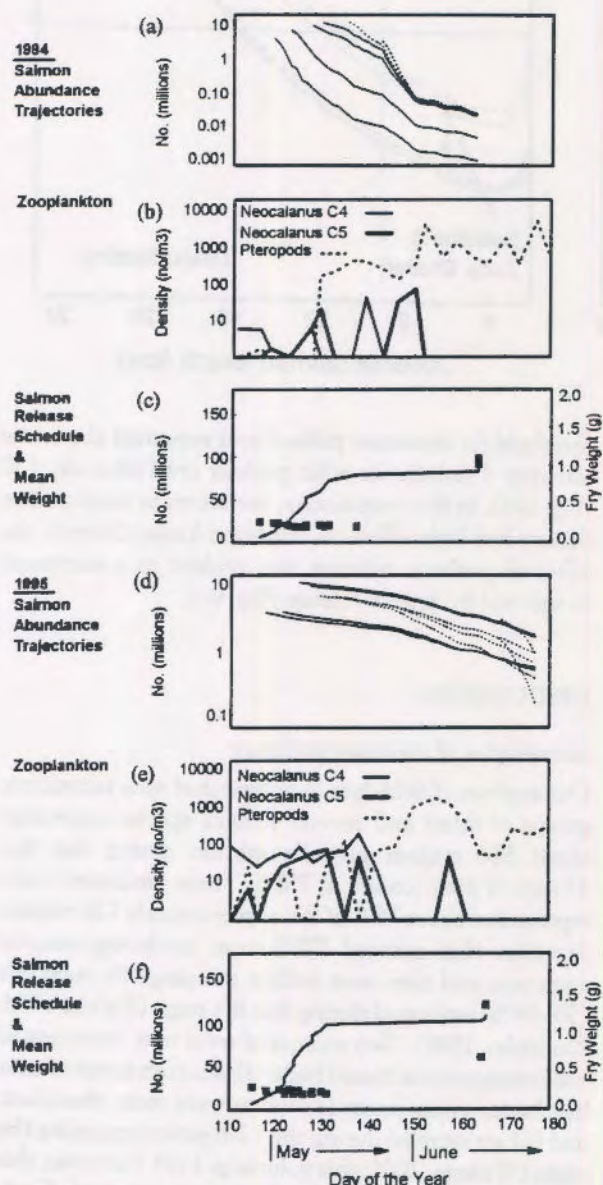 (a)
1994
Salmon
Abundance
Trajectories
No. (millions)
10
1
0.10
0.01
0.001
Zooplankton
(b)
Density (no/m3)
10000
1000
100
10
Neocalanus C4
Neocalanus C5
Pteropods
Salmon
Release
Schedule
&
Mean
Weight
(c)
No. (millions)
150
100
50
0
2.0
1.5
1.0
0.5
0.0
Fry Weight (g)
1995
Salmon
Abundance
Trajectories
(d)
No. (millions)
10
1
0.1
Zooplankton
(e)
Density (no/m3)
10000
1000
100
10
Neocalanus C4
Neocalanus C5
Pteropods
Salmon
Release
Schedule
&
Mean
Weight
(f)
No. (millions)
150
100
50
0
2.0
1.5
1.0
0.5
0.0
Fry Weight (g)
110 120 130 140 150 160 170 180
May June
Day of the Year